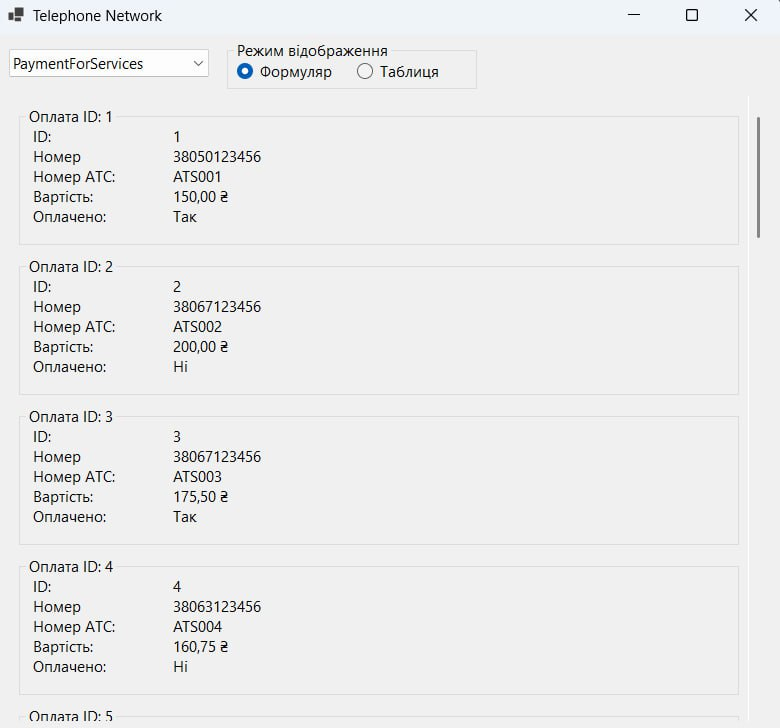 Telephone Network
PaymentForServices
Режим відображення
Формуляр Таблиця
Оплата ID: 1
ID: 1
Номер 38050123456
Номер АТС: ATS001
Вартість: 150,00 ₴
Оплачено: Так
Оплата ID: 2
ID: 2
Номер 38067123456
Номер АТС: ATS002
Вартість: 200,00 ₴
Оплачено: Ні
Оплата ID: 3
ID: 3
Номер 38067123456
Номер АТС: ATS003
Вартість: 175,50 ₴
Оплачено: Так
Оплата ID: 4
ID: 4
Номер 38063123456
Номер АТС: ATS004
Вартість: 160,75 ₴
Оплачено: Ні
Оплата ID: 5